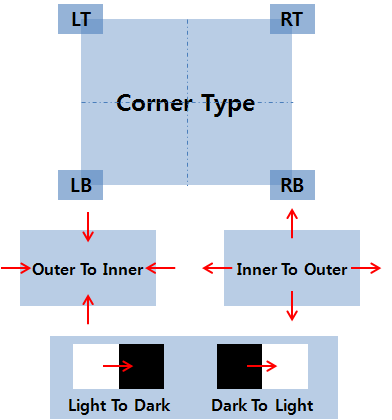 LT
RT
Corner Type
LB
RB
Outer To Inner
Inner To Outer
Light To Dark
Dark To Light